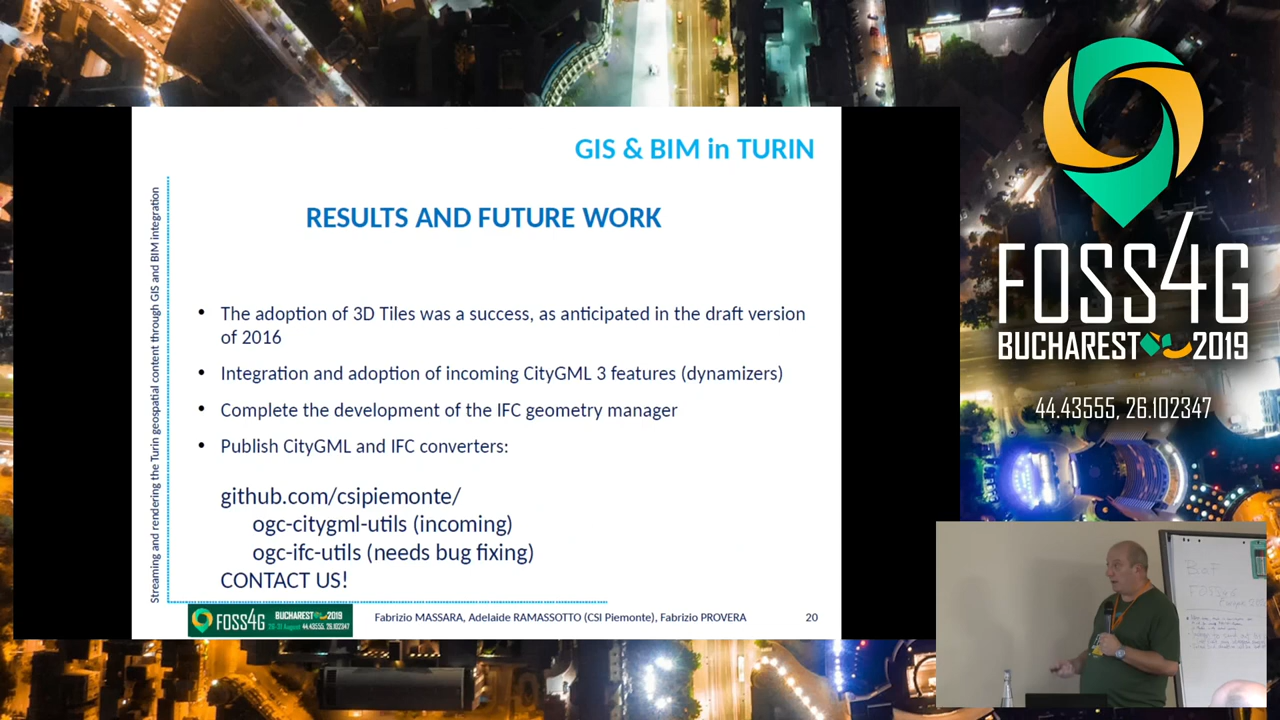 GIS & BIM in TURIN
RESULTS AND FUTURE WORK
Streaming and rendering the Turin geospatial content through GIS and BIM integration
• The adoption of 3D Tiles was a success, as anticipated in the draft version
of 2016
• Integration and adoption of incoming CityGML 3 features (dynamizers)
• Complete the development of the IFC geometry manager
• Publish CityGML and IFC converters:
github.com/csipiemonte/
ogc-citygml-utils (incoming)
ogc-ifc-utils (needs bug fixing)
CONTACT US!
FOSS4G
BUCHAREST 2019
44.43555, 26.102347
Fabrizio MASSARA, Adelaide RAMASSOTTO (CSI Piemonte), Fabrizio PROVERA
20
FOSS4G
BUCHAREST 2019
44.43555, 26.102347